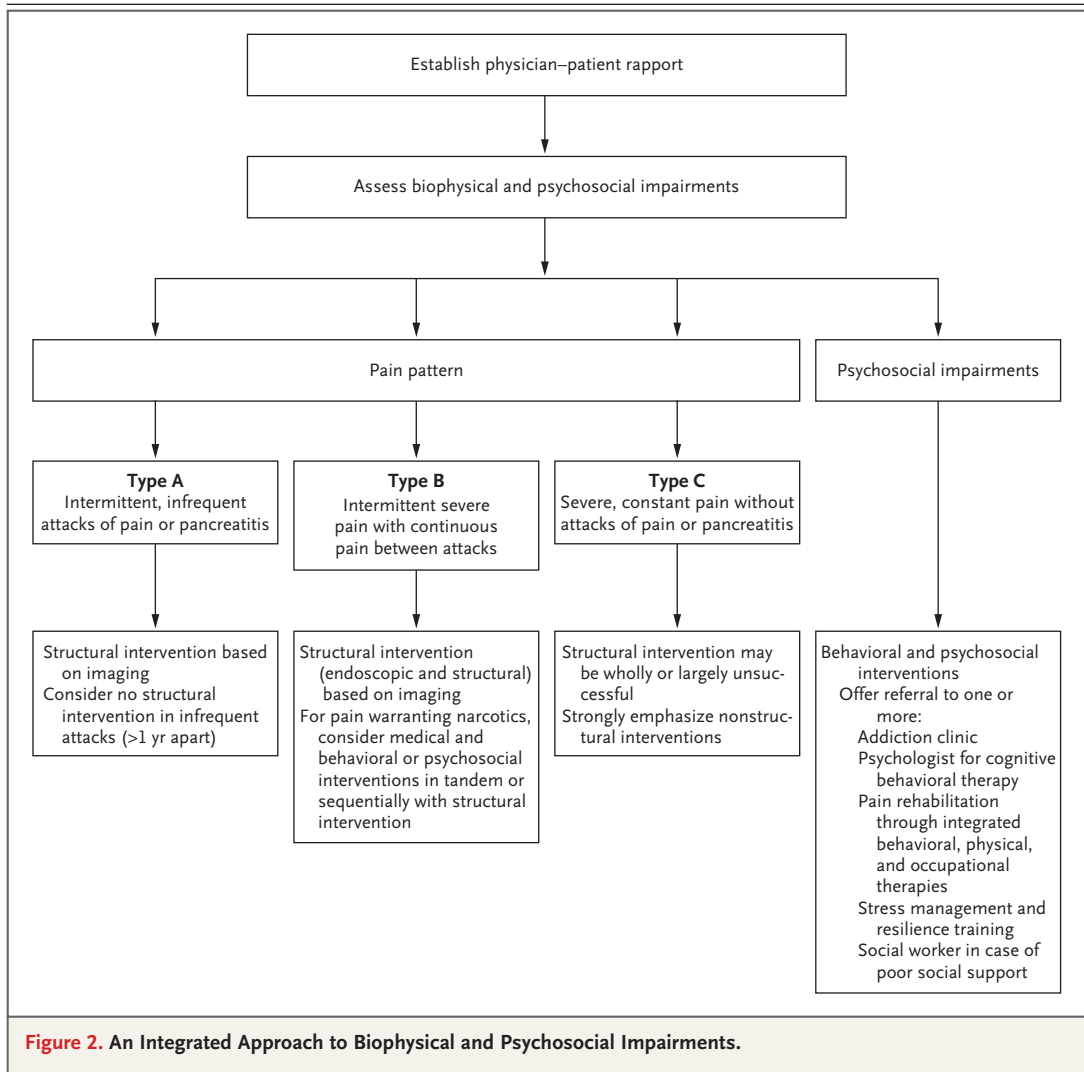 Establish physician–patient rapport
Assess biophysical and psychosocial impairments
Pain pattern
Psychosocial impairments
Type A
Intermittent, infrequent
attacks of pain or pancreatitis
Type B
Intermittent severe
pain with continuous
pain between attacks
Type C
Severe, constant pain without
attacks of pain or pancreatitis
Structural intervention based
on imaging
Consider no structural
intervention in infrequent
attacks (>1 yr apart)
Structural intervention
(endoscopic and structural)
based on imaging
For pain warranting narcotics,
consider medical and
behavioral or psychosocial
interventions in tandem or
sequentially with structural
intervention
Structural intervention may
be wholly or largely unsuc-
cessful
Strongly emphasize nonstruc-
tural interventions
Behavioral and psychosocial
interventions
Offer referral to one or
more:
Addiction clinic
Psychologist for cognitive
behavioral therapy
Pain rehabilitation
through integrated
behavioral, physical,
and occupational
therapies
Stress management and
resilience training
Social worker in case of
poor social support
Figure 2. An Integrated Approach to Biophysical and Psychosocial Impairments.